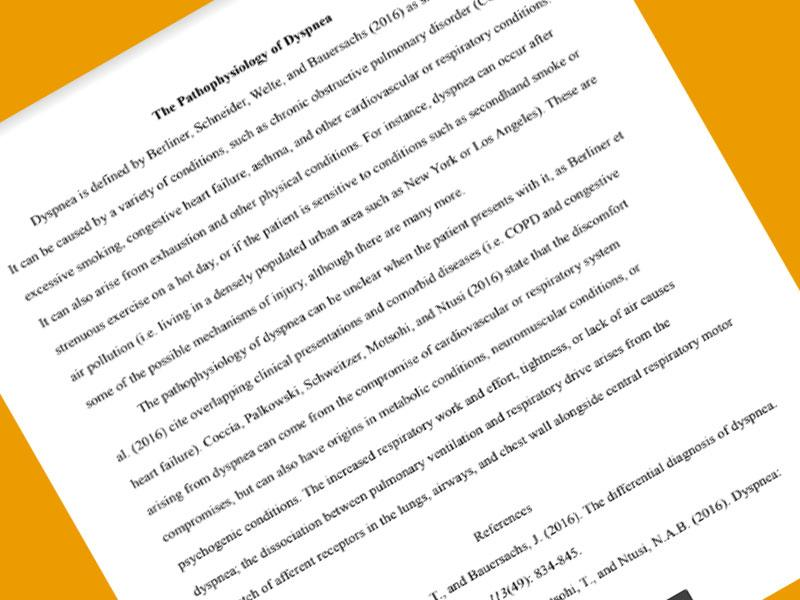 The Pathophysiology of Dyspnea
Dyspnea is defined by Berliner, Schneider, Welte, and Bauersachs (2016) as
It can be caused by a variety of conditions, such as chronic obstructive pulmonary disorder
excessive smoking, congestive heart failure, asthma, and other cardiovascular or respiratory conditions.
It can also arise from exhaustion and other physical conditions. For instance, dyspnea can occur after
strenuous exercise on a hot day, or if the patient is sensitive to conditions such as secondhand smoke or
air pollution (i e. living in a densely populated urban area such as New York or Los Angeles). These are
some of the possible mechanisms of injury, although there are many more.
The pathophysiology of dyspnea can be unclear when the patient presents with it, as Berliner et
al. (2016) cite overlapping clinical presentations and comorbid diseases (i e. COPD and congestive
heart failure). Coccia, Palkowski, Schweitzer, Motsohi, and Ntusi (2016) state that the discomfort
arising from dyspnea can come from the compromise of cardiovascular or respiratory system
compromises, but can also have origins in metabolic conditions, neuromuscular conditions, or
psychogenic conditions. The increased respiratory work and effort, tightness, or lack of air causes
dyspnea; the dissociation between pulmonary ventilation and respiratory drive arises from the
of afferent receptors in the lungs, airways, and chest wall alongside central respiratory motor
References
T., and Bauersachs, J. (2016). The differential diagnosis of dyspnea.
113(49): 834-845.
T., and Ntusi, N.A.B. (2016). Dyspnea: